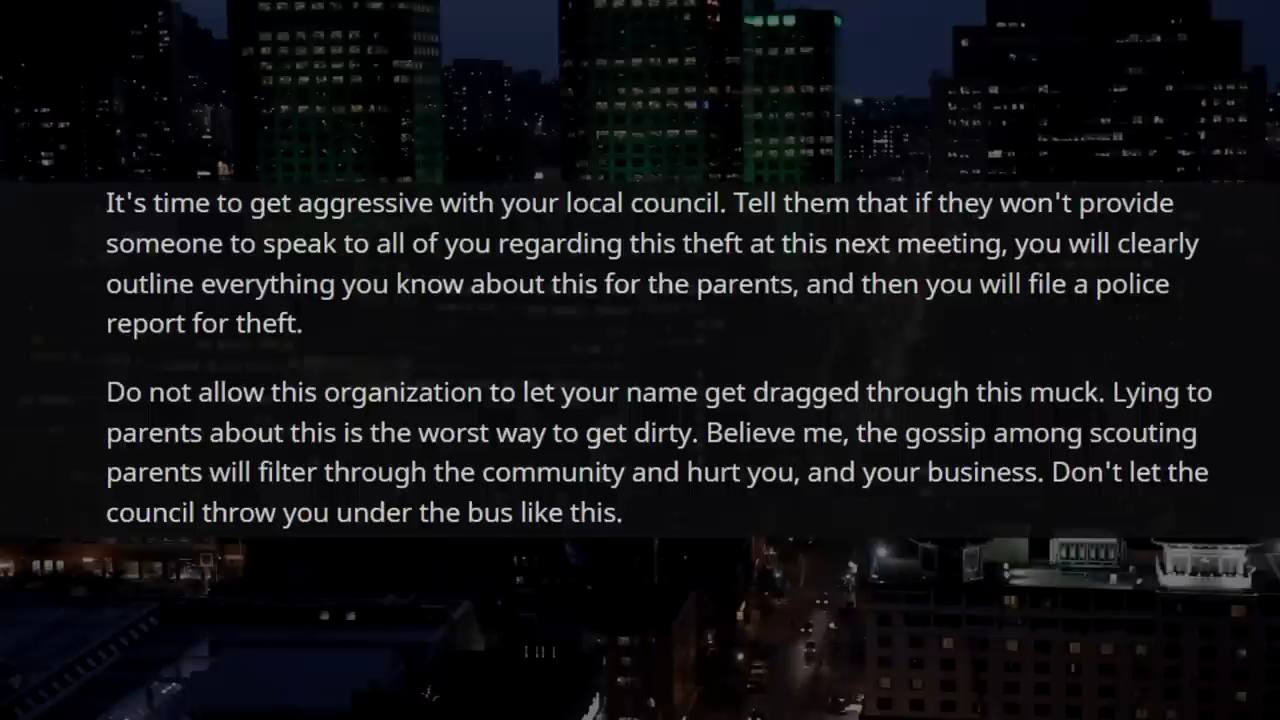 It's time to get aggressive with your local council. Tell them that if they won't provide
someone to speak to all of you regarding this theft at this next meeting, you will clearly
outline everything you know about this for the parents, and then you will file a police
report for theft.
Do not allow this organization to let your name get dragged through this muck. Lying to
parents about this is the worst way to get dirty. Believe me, the gossip among scouting
parents will filter through the community and hurt you, and your business. Don't let the
council throw you under the bus like this.